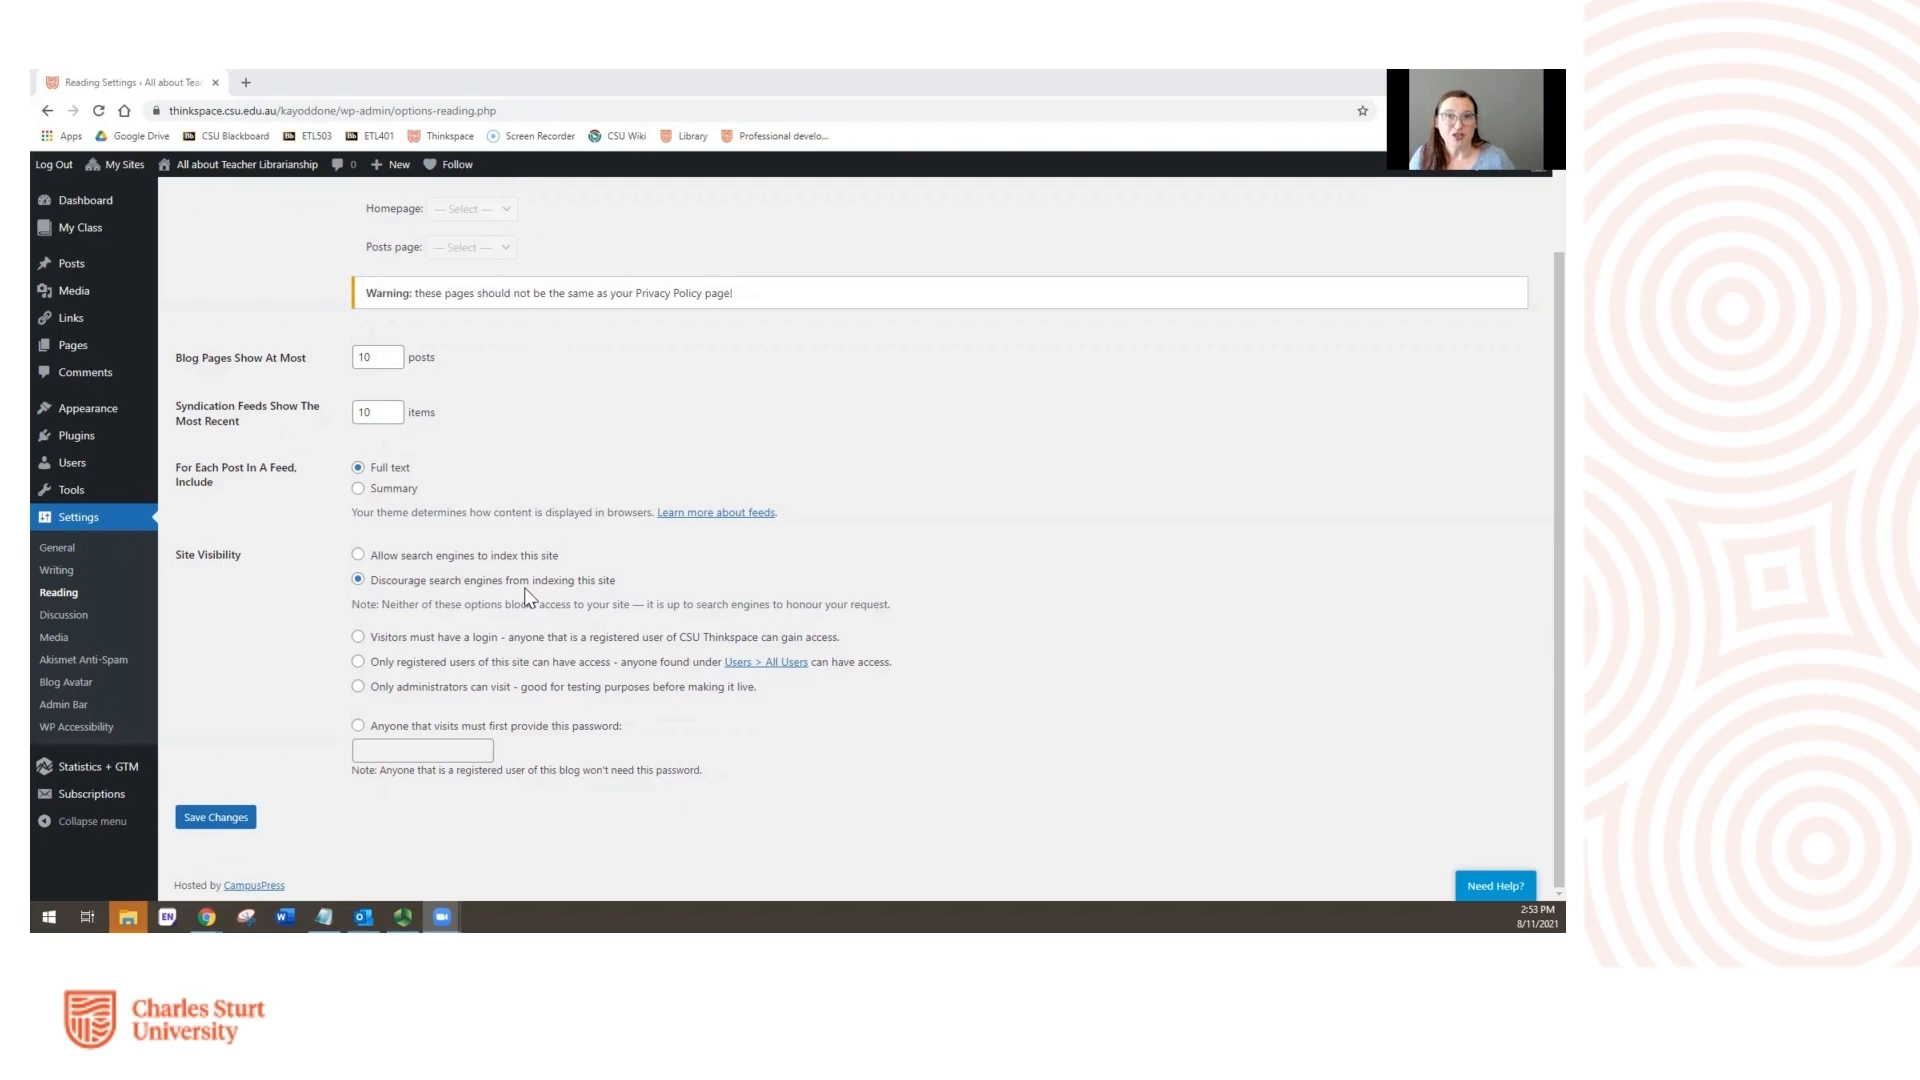 Reading Settings ‹ All about Teac
thinkspace.csu.edu.au/kayoddone/wp-admin/options-reading.php
Apps Google Drive Bb CSU Blackboard Bb ETL503 Bb ETL401 Thinkspace Screen Recorder CSU Wiki Library Professional develo...
Log Out My Sites All about Teacher Librarianship 0 New Follow
Dashboard
My Class
Posts
Media
Links
Pages
Comments
Appearance
Plugins
Users
Tools
Settings
General
Writing
Reading
Discussion
Media
Akismet Anti-Spam
Blog Avatar
Admin Bar
WP Accessibility
Statistics + GTM
Subscriptions
Collapse menu
Homepage: — Select —
Posts page: — Select —
Warning: these pages should not be the same as your Privacy Policy page!
Blog Pages Show At Most 10 posts
Syndication Feeds Show The
Most Recent
10 items
For Each Post In A Feed,
Include
Full text
Summary
Your theme determines how content is displayed in browsers. Learn more about feeds.
Site Visibility
Allow search engines to index this site
Discourage search engines from indexing this site
Note: Neither of these options block access to your site — it is up to search engines to honour your request.
Visitors must have a login - anyone that is a registered user of CSU Thinkspace can gain access.
Only registered users of this site can have access - anyone found under Users > All Users can have access.
Only administrators can visit - good for testing purposes before making it live.
Anyone that visits must first provide this password:
Note: Anyone that is a registered user of this blog won't need this password.
Save Changes
Hosted by CampusPress
Need Help?
EN
2:53 PM
8/11/2021
Charles Sturt
University